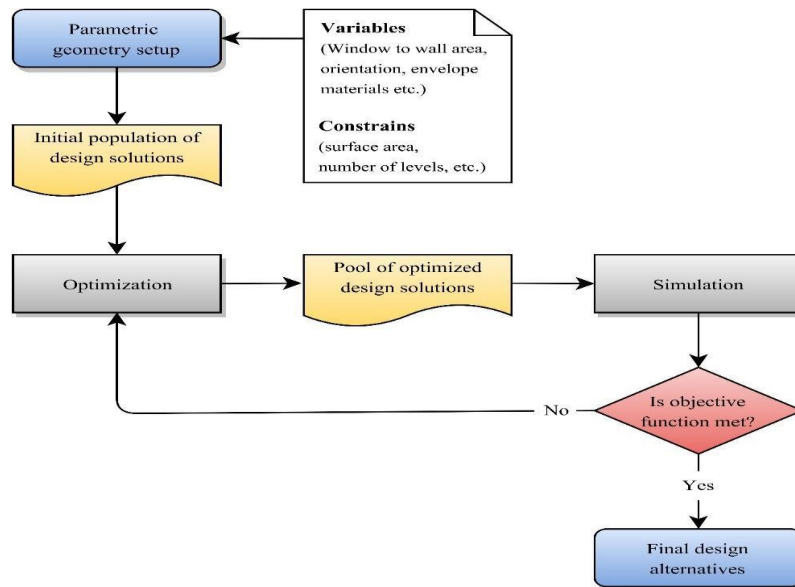 Parametric
geometry setup
Variables
(Window to wall area,
orientation, envelope
materials etc.)
Constrains
(surface area,
number of levels, etc.)
Initial population of
design solutions
Optimization
Pool of optimized
design solutions
Simulation
Is objective
function met?
No
Yes
Final design
alternatives